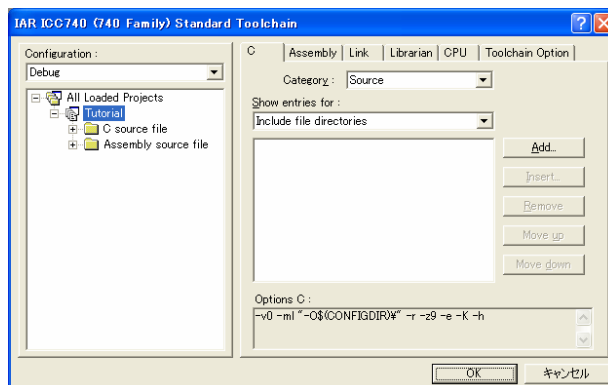 IAR ICC740 (740 Family) Standard Toolchain
Configuration :
Debug
All Loaded Projects
Tutorial
C source file
Assembly source file
C Assembly Link Librarian CPU Toolchain Option
Category: Source
Show entries for :
Include file directories
Add...
Insert...
Remove
Move up
Move down
Options C :
-v0 -ml "-O$(CONFIGDIR)¥" -r -z9 -e -K -h
OK キャンセル